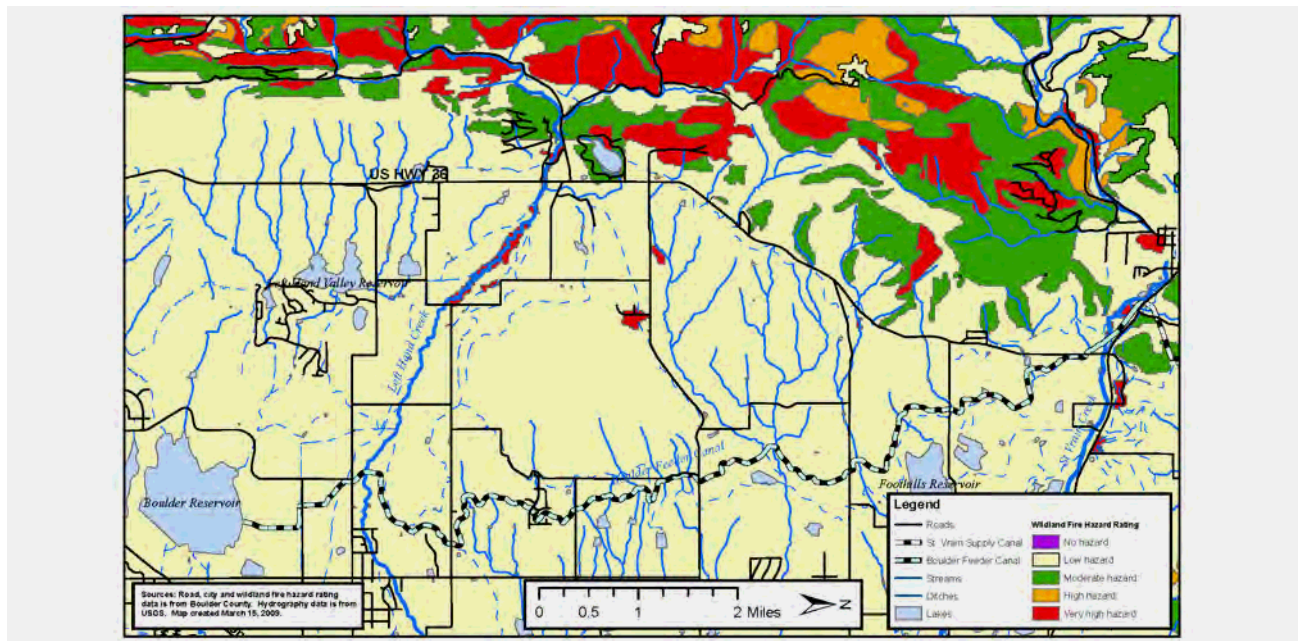 US HWY 36
Left Hand Valley Reservoir
Left Hand Creek
Boulder Feeder Canal
St Vrain Creek
Boulder Reservoir
Foothills Reservoir
Legend
Roads
St. Vrain Supply Canal
Boulder Feeder Canal
Streams
Ditches
Lakes
Wildland Fire Hazard Rating
No hazard
Low hazard
Moderate hazard
High hazard
Very high hazard
Sources: Road, city and wildland fire hazard rating
data is from Boulder County. Hydrography data is from
USGS. Map created March 15, 2009.
0 0.5 1 2 Miles
N